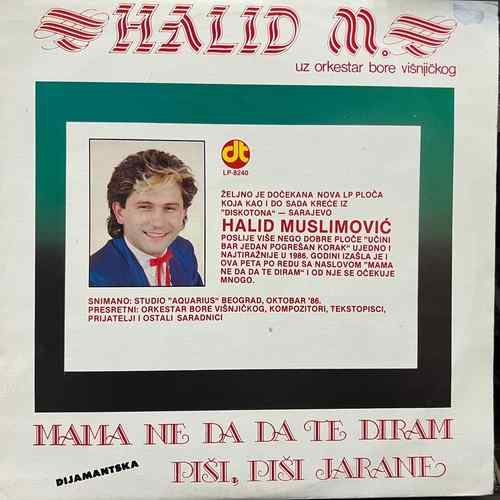 HALID M.
uz orkestar bore višnjičkog
dt
LP-8240
ŽELJNO JE DOČEKANA NOVA LP PLOČA
KOJA KAO I DO SADA KREĆE IZ
"DISKOTONA" — SARAJEVO
HALID MUSLIMOVIĆ
POSLIJE VIŠE NEGO DOBRE PLOČE "UČINI
BAR JEDAN POGREŠAN KORAK" UJEDNO I
NAJTIRAŽNIJE U 1986. GODINI IZAŠLA JE I
OVA PETA PO REDU SA NASLOVOM "MAMA
NE DA DA TE DIRAM" I OD NJE SE OČEKUJE
MNOGO.
SNIMANO: STUDIO "AQUARIUS" BEOGRAD, OKTOBAR '86.
PRESRETNI: ORKESTAR BORE VIŠNJIČKOG, KOMPOZITORI, TEKSTOPISCI,
PRIJATELJI I OSTALI SARADNICI
MAMA NE DA DA TE DIRAM
DIJAMANTSKA
PIŠI, PIŠI JARANE